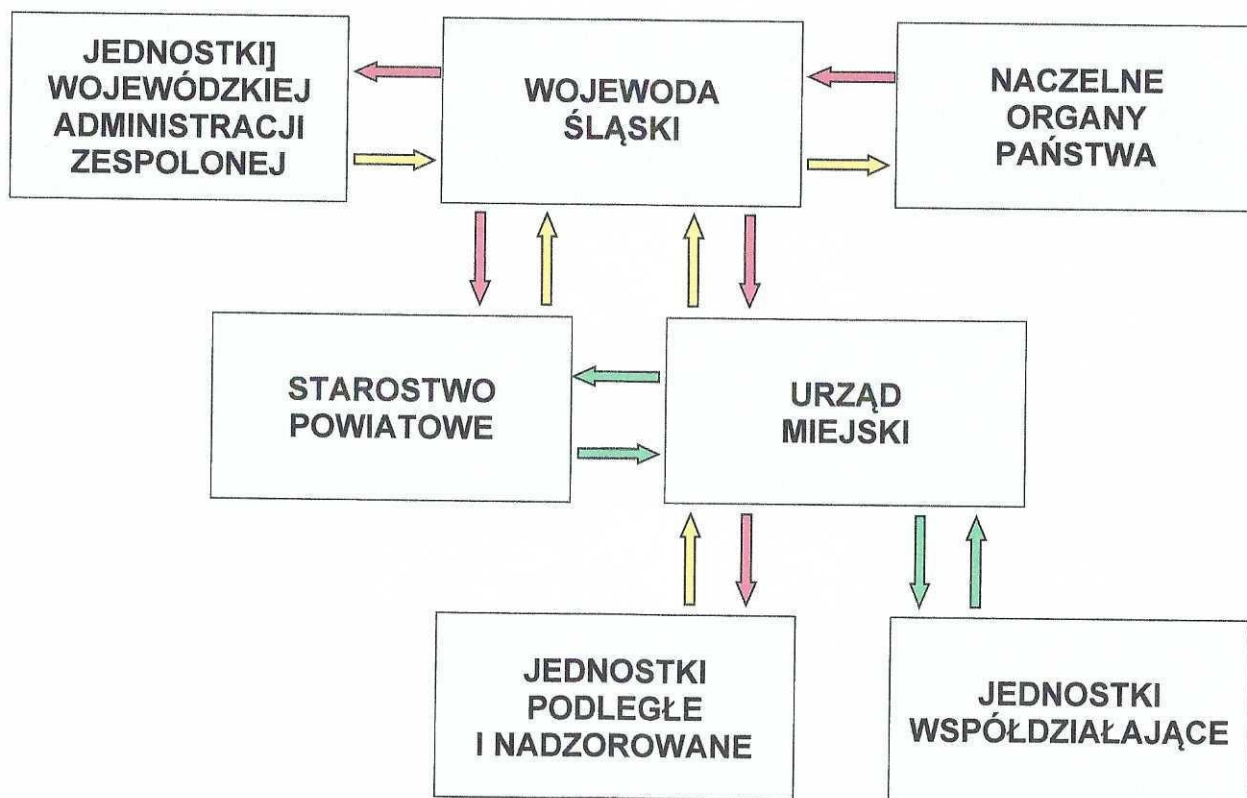 JEDNOSTKI]
WOJEWÓDZKIEJ
ADMINISTRACJI
ZESPOLONEJ
WOJEWODA
ŚLĄSKI
NACZELNE
ORGANY
PAŃSTWA
STAROSTWO
POWIATOWE
URZĄD
MIEJSKI
JEDNOSTKI
PODLEGŁE
I NADZOROWANE
JEDNOSTKI
WSPÓŁDZIAŁAJĄCE